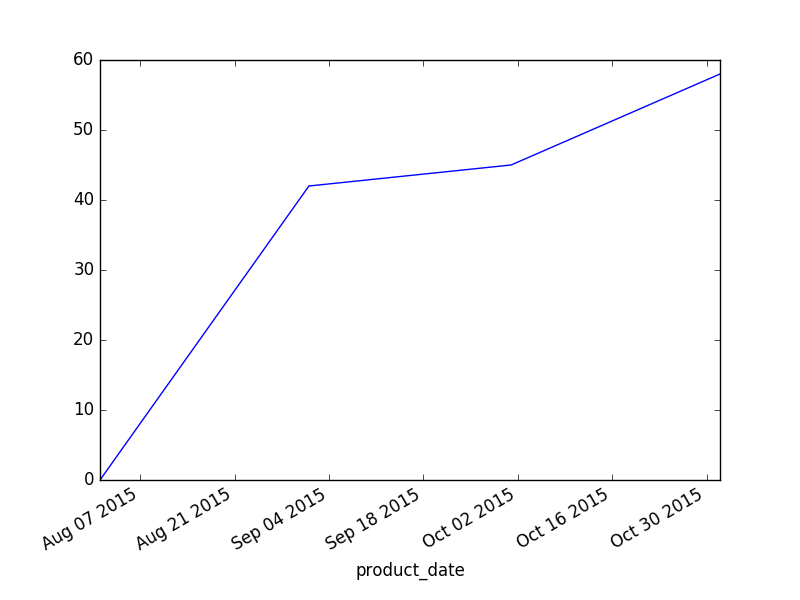 60
50
40
30
20
10
0
Aug 07 2015
Aug 21 2015
Sep 04 2015
Sep 18 2015
Oct 02 2015
Oct 16 2015
Oct 30 2015
product_date